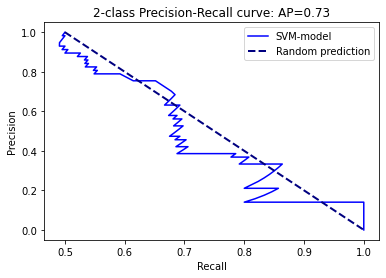 2-class Precision-Recall curve: AP=0.73
SVM-model
Random prediction
Precision
1.0
0.8
0.6
0.4
0.2
0.0
0.5 0.6 0.7 0.8 0.9 1.0
Recall